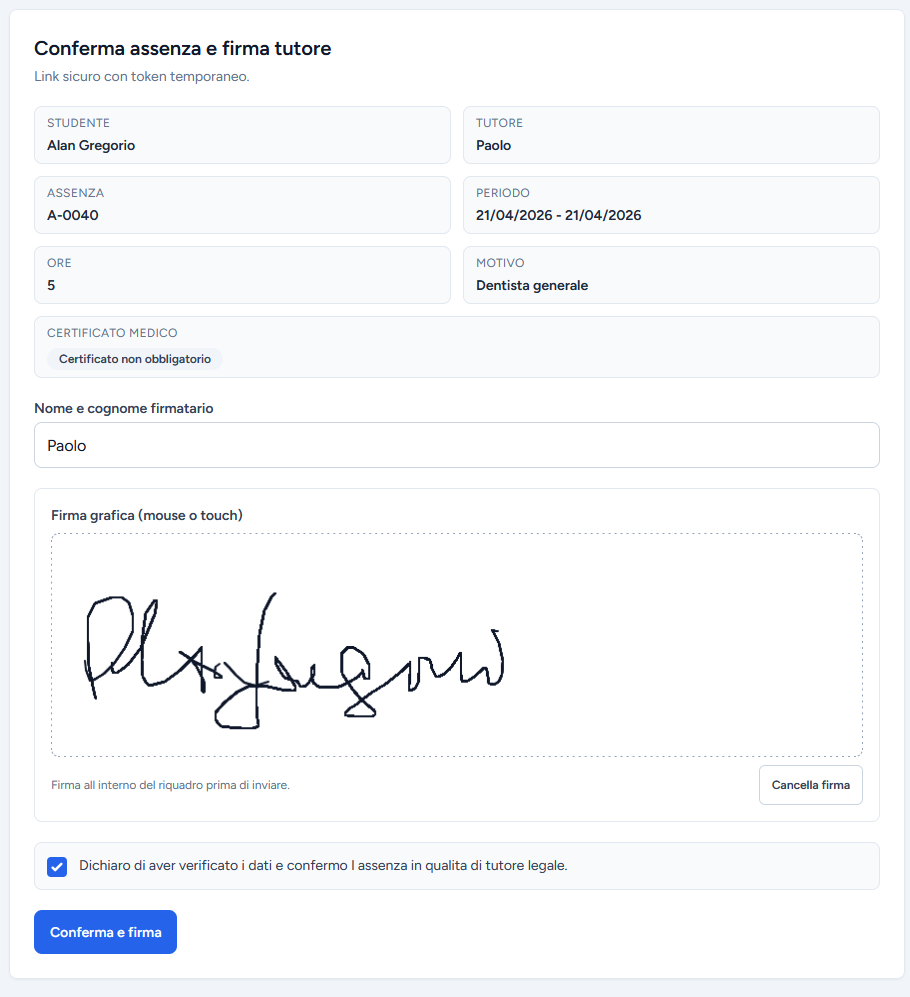 Conferma assenza e firma tutore
Link sicuro con token temporaneo.
STUDENTE
Alan Gregorio
TUTORE
Paolo
ASSENZA
A-0040
PERIODO
21/04/2026 - 21/04/2026
ORE
5
MOTIVO
Dentista generale
CERTIFICATO MEDICO
Certificato non obbligatorio
Nome e cognome firmatario
Paolo
Firma grafica (mouse o touch)
Firma all interno del riquadro prima di inviare.
Cancella firma
Dichiaro di aver verificato i dati e confermo l assenza in qualita di tutore legale.
Conferma e firma